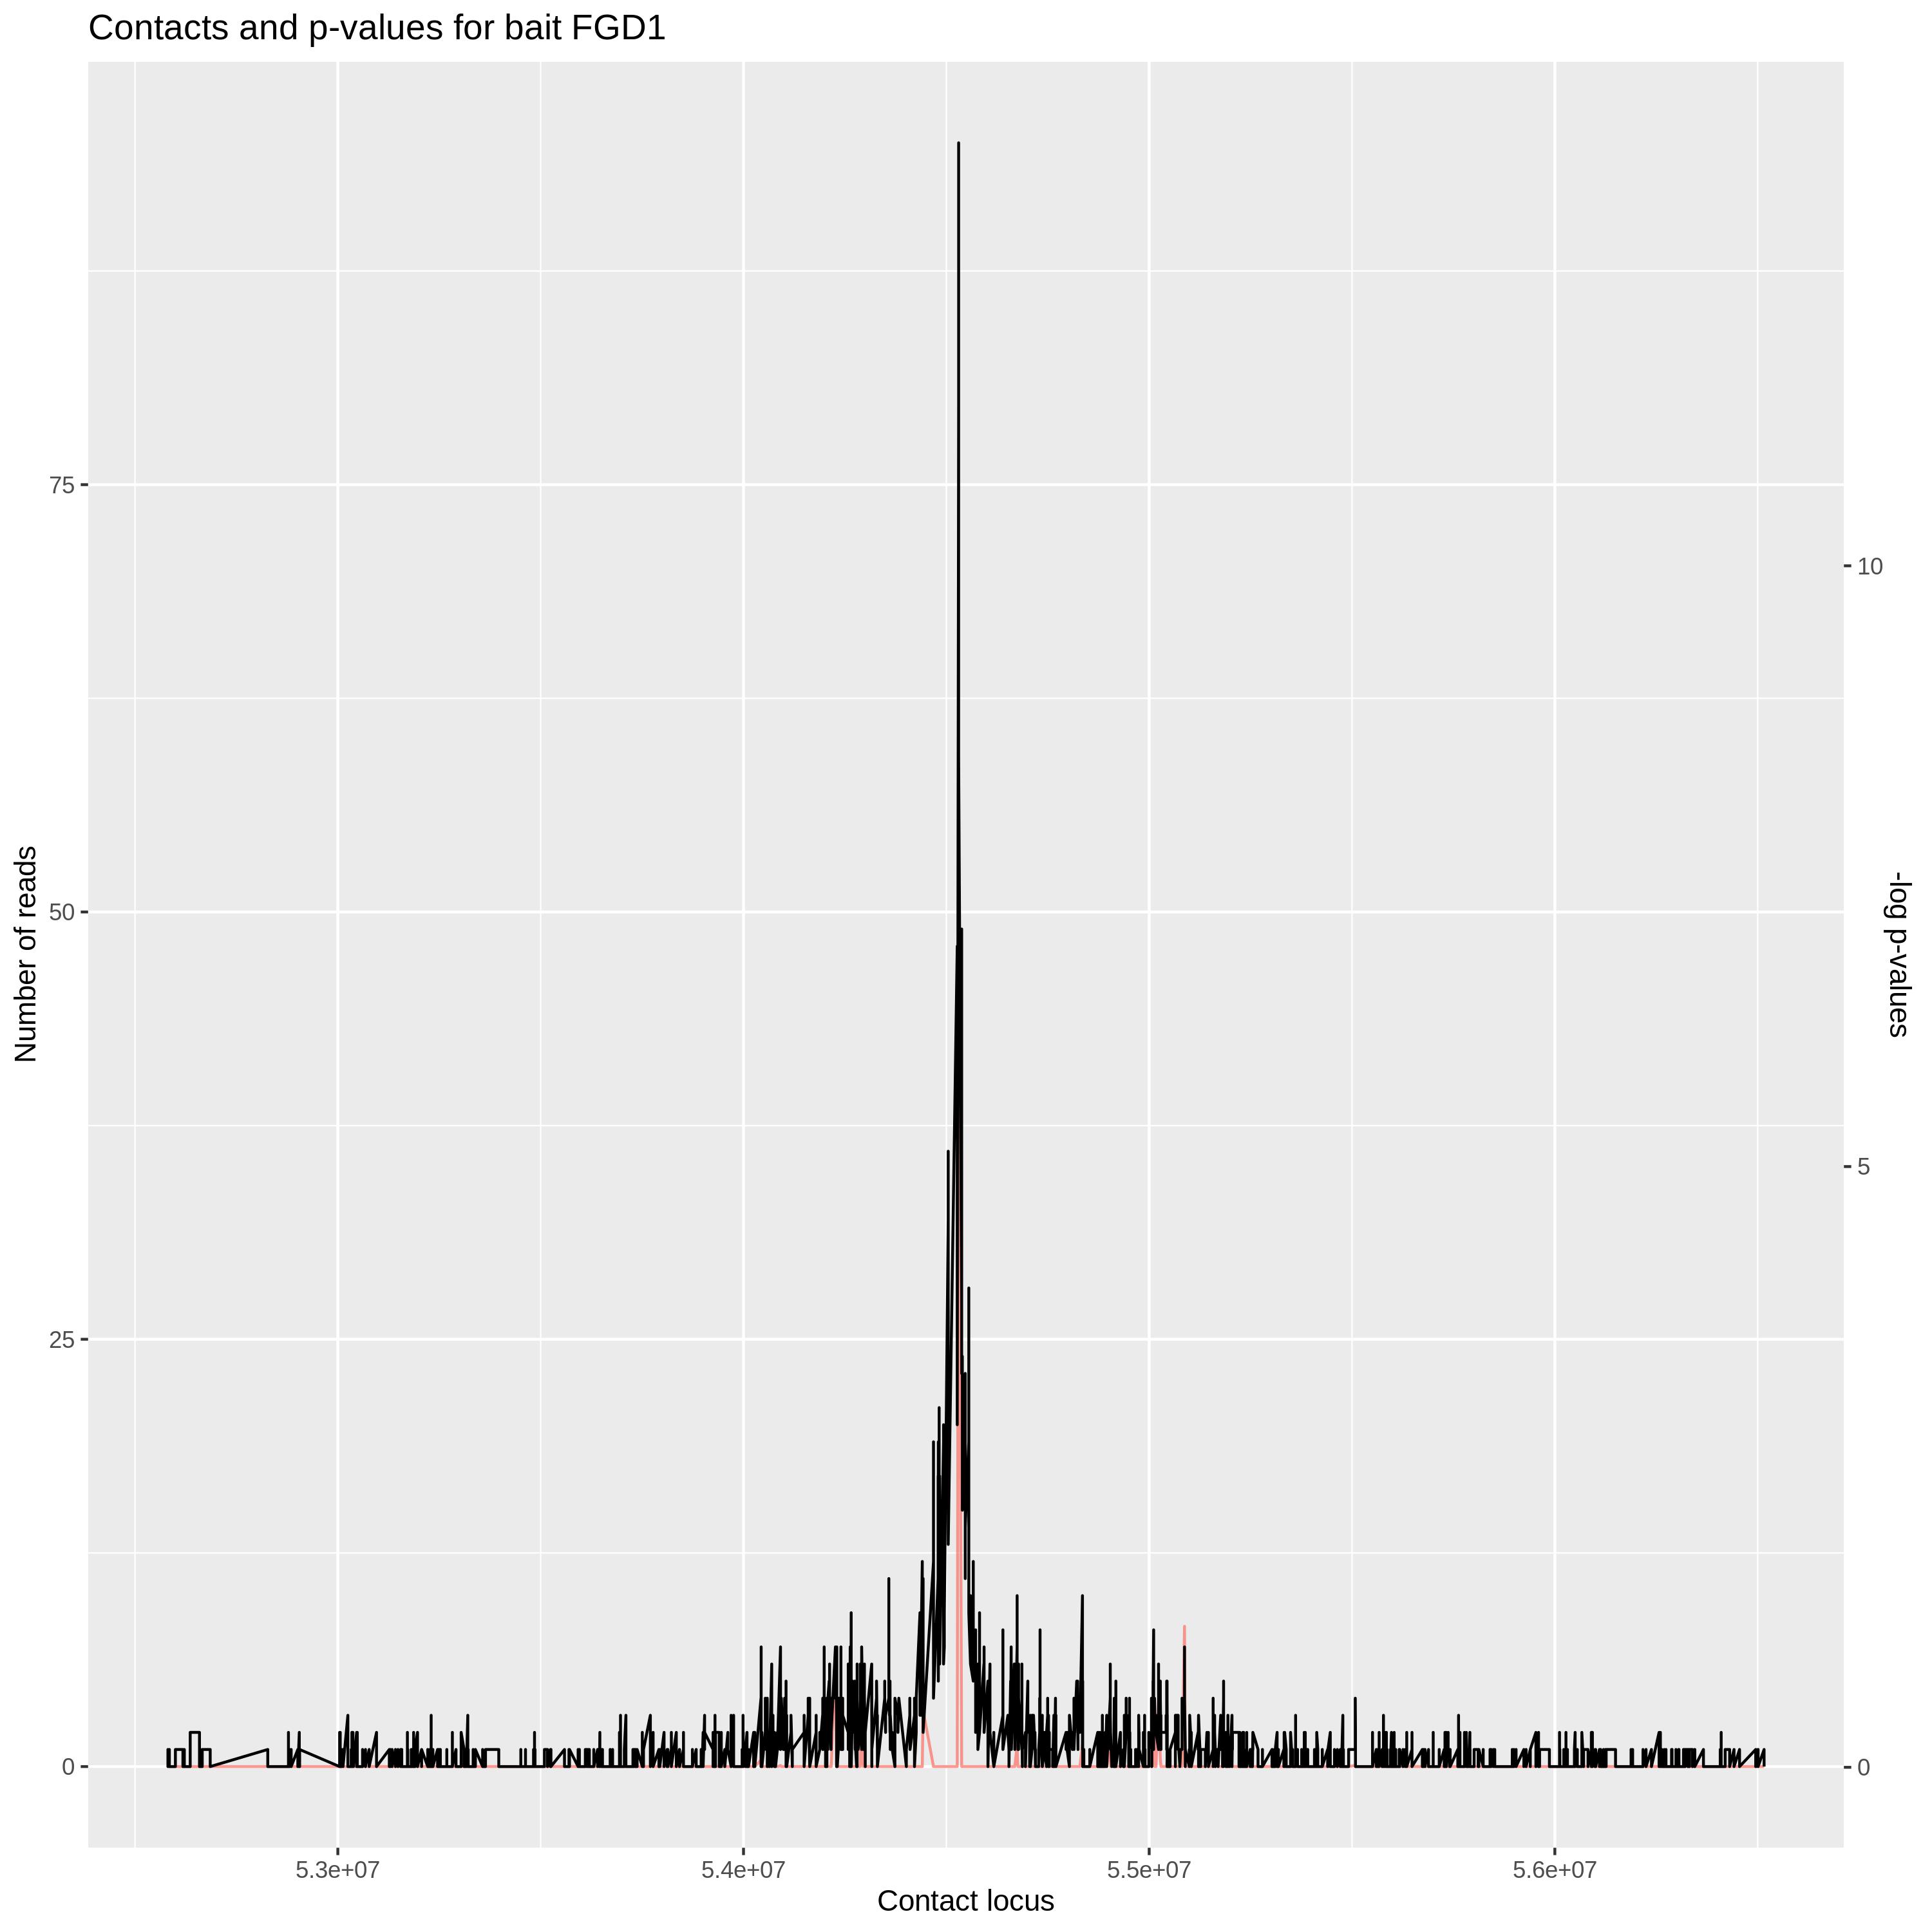 Contacts and p-values for bait FGD1
75
50
25
0
Number of reads
10
5
0
-log p-values
5.3e+07
5.4e+07
5.5e+07
5.6e+07
Contact locus